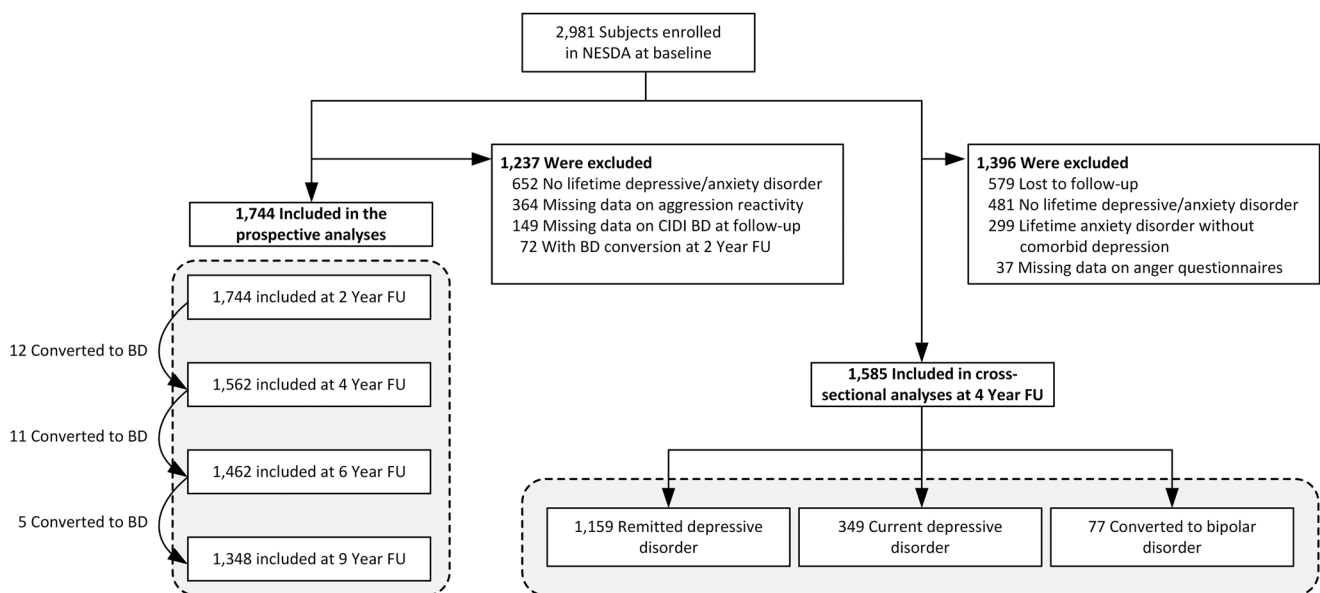 2,981 Subjects enrolled
in NESDA at baseline
1,237 Were excluded
652 No lifetime depressive/anxiety disorder
364 Missing data on aggression reactivity
149 Missing data on CIDI BD at follow-up
72 With BD conversion at 2 Year FU
1,396 Were excluded
579 Lost to follow-up
481 No lifetime depressive/anxiety disorder
299 Lifetime anxiety disorder without
comorbid depression
37 Missing data on anger questionnaires
1,744 Included in the
prospective analyses
1,744 included at 2 Year FU
12 Converted to BD
1,562 included at 4 Year FU
11 Converted to BD
1,462 included at 6 Year FU
5 Converted to BD
1,348 included at 9 Year FU
1,585 Included in cross-
sectional analyses at 4 Year FU
1,159 Remitted depressive
disorder
349 Current depressive
disorder
77 Converted to bipolar
disorder